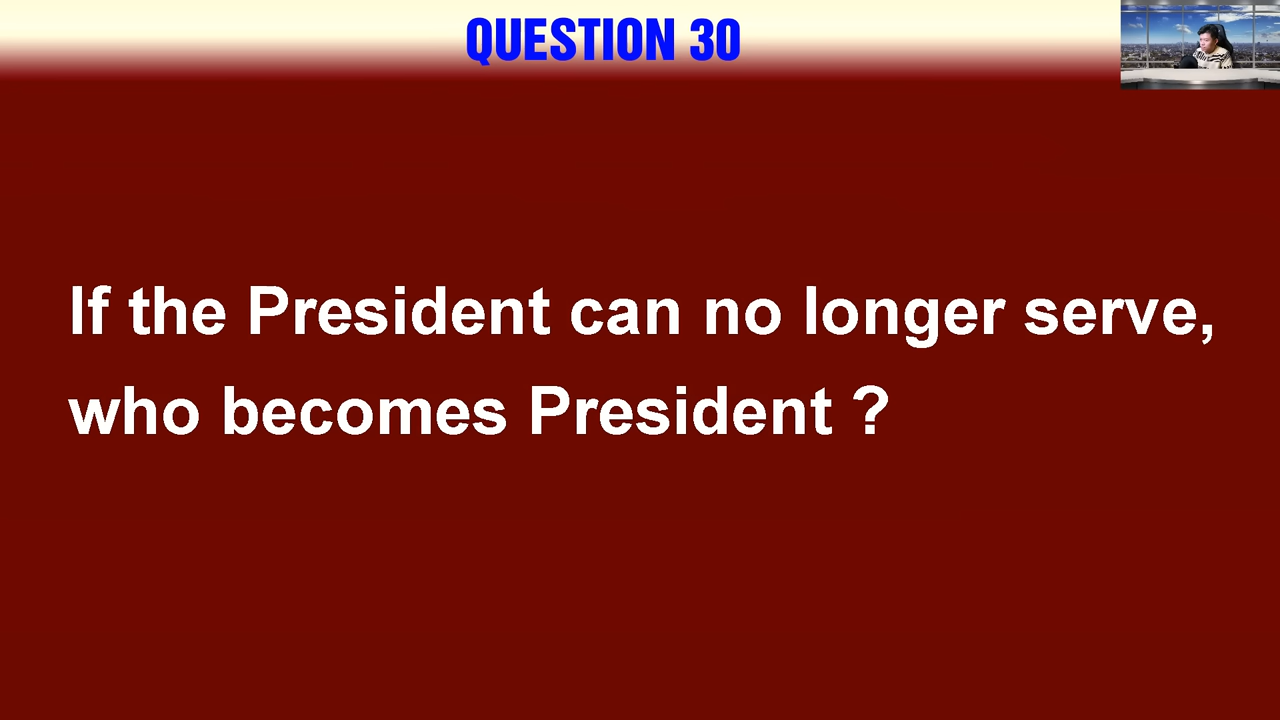 QUESTION 30
If the President can no longer serve,
who becomes President ?